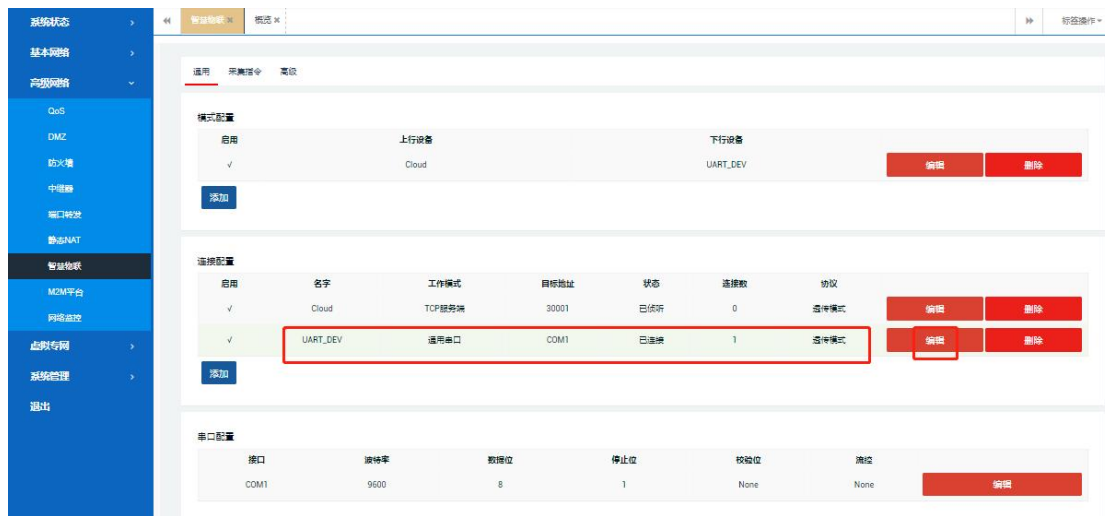 系统状态
智慧物联
概览
标签操作
基本网络
高级网络
通用 采集指令 高级
QoS
DMZ
防火墙
中继器
端口转发
静态NAT
智慧物联
M2M平台
网络监控
虚拟专网
系统管理
退出
模式配置
启用 上行设备 下行设备
√ Cloud UART_DEV 编辑 删除
添加
连接配置
启用 名字 工作模式 目标地址 状态 连接数 协议
√ Cloud TCP服务端 30001 已侦听 0 透传模式 编辑 删除
√ UART_DEV 通用串口 COM1 已连接 1 透传模式 编辑 删除
添加
串口配置
接口 波特率 数据位 停止位 校验位 流控
COM1 9600 8 1 None None 编辑